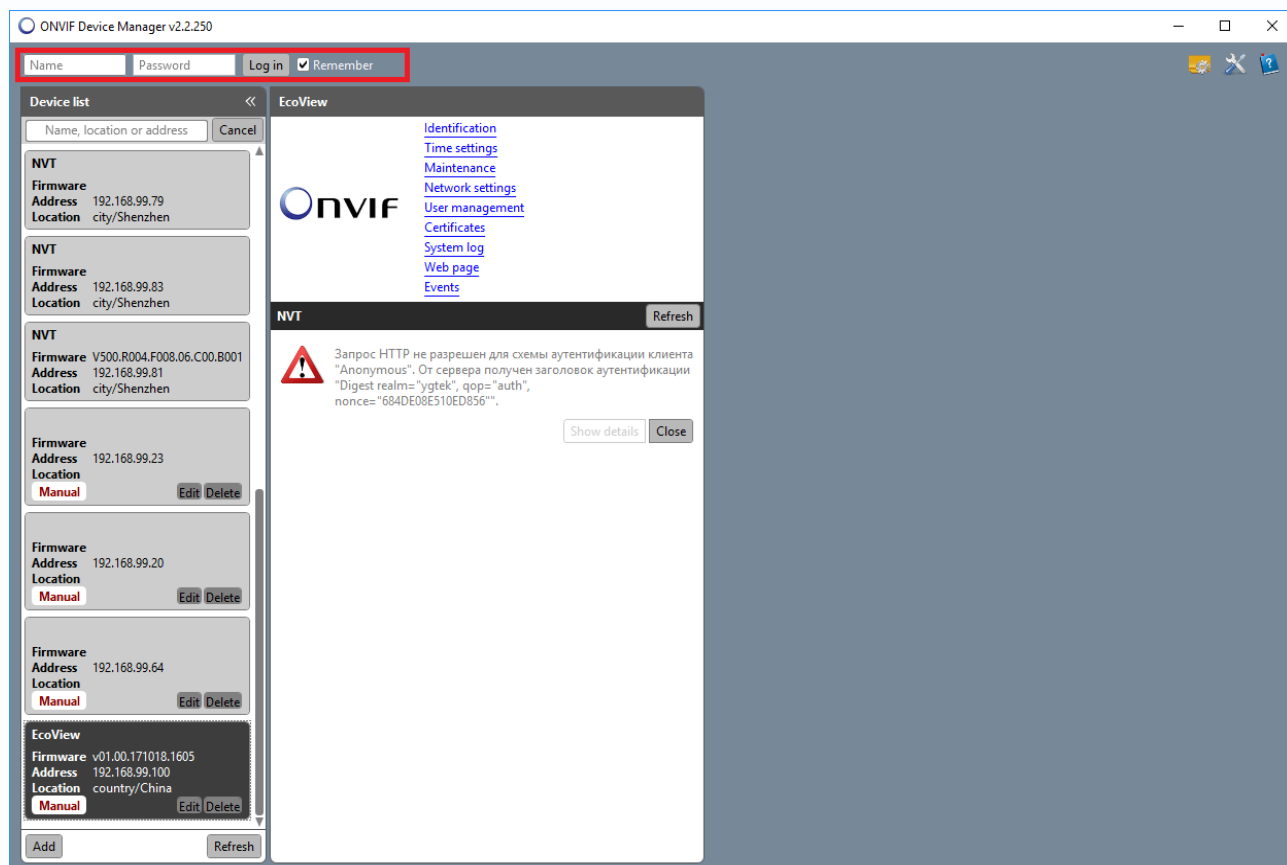 ONVIF Device Manager v2.2.250
Name Password Log in Remember
Device list
Name, location or address Cancel
NVT
Firmware
Address 192.168.99.79
Location city/Shenzhen
NVT
Firmware
Address 192.168.99.83
Location city/Shenzhen
NVT
Firmware V500.R004.F008.06.C00.B001
Address 192.168.99.81
Location city/Shenzhen
Firmware
Address 192.168.99.23
Location
Manual Edit Delete
Firmware
Address 192.168.99.20
Location
Manual Edit Delete
Firmware
Address 192.168.99.64
Location
Manual Edit Delete
EcoView
Firmware v01.00.171018.1605
Address 192.168.99.100
Location country/China
Manual Edit Delete
Add Refresh
EcoView
ONVIF
Identification
Time settings
Maintenance
Network settings
User management
Certificates
System log
Web page
Events
NVT Refresh
Запрос HTTP не разрешен для схемы аутентификации клиента
"Anonymous". От сервера получен заголовок аутентификации
"Digest realm="ygtek", qop="auth",
nonce="684DE08E510ED856"".
Show details Close